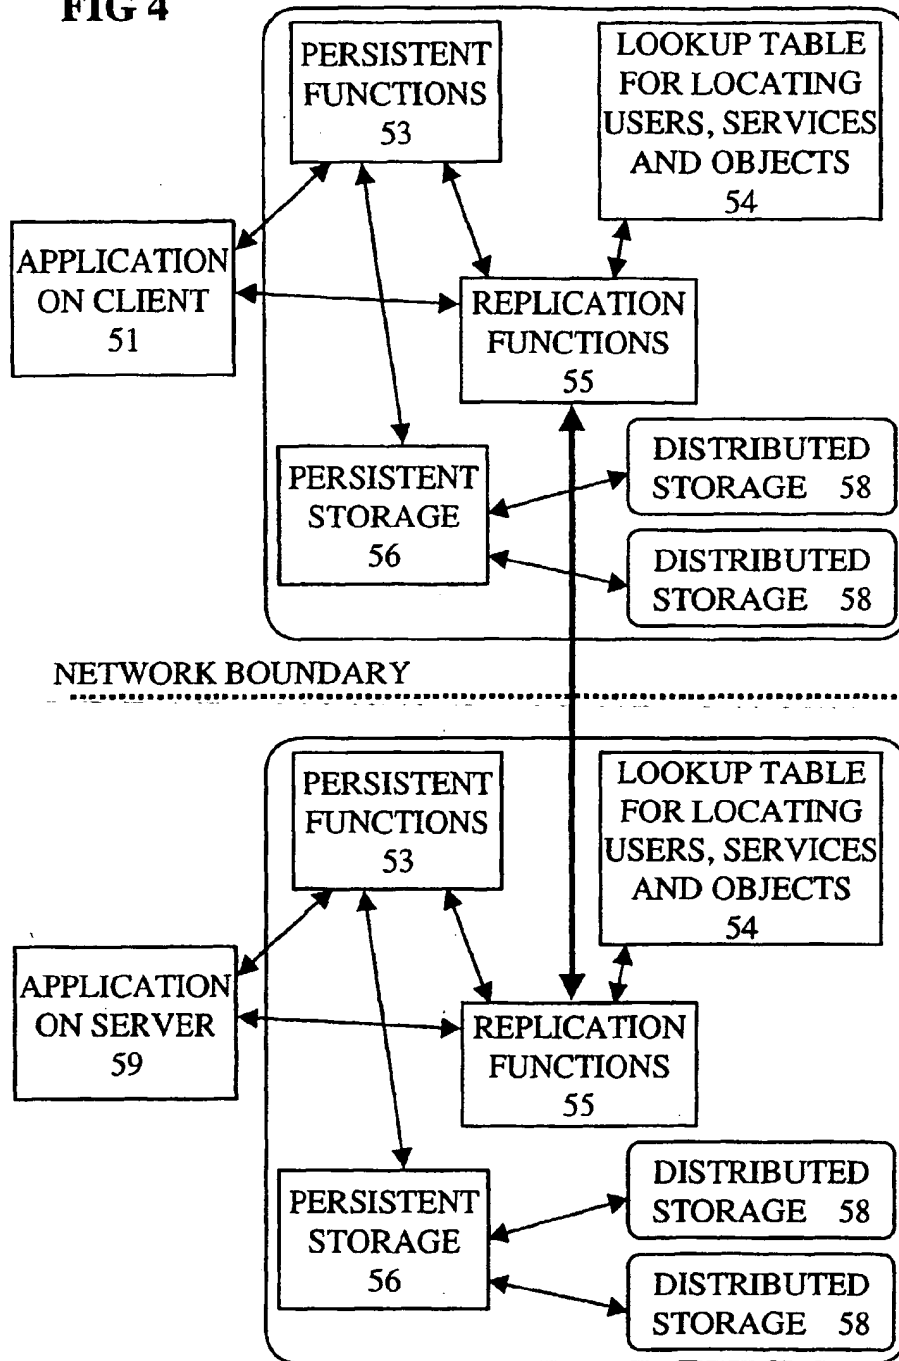 FIG 4
PERSISTENT
FUNCTIONS
53
LOOKUP TABLE
FOR LOCATING
USERS, SERVICES
AND OBJECTS
54
APPLICATION
ON CLIENT
51
REPLICATION
FUNCTIONS
55
PERSISTENT
STORAGE
56
DISTRIBUTED
STORAGE 58
DISTRIBUTED
STORAGE 58
NETWORK BOUNDARY
PERSISTENT
FUNCTIONS
53
LOOKUP TABLE
FOR LOCATING
USERS, SERVICES
AND OBJECTS
54
APPLICATION
ON SERVER
59
REPLICATION
FUNCTIONS
55
PERSISTENT
STORAGE
56
DISTRIBUTED
STORAGE 58
DISTRIBUTED
STORAGE 58